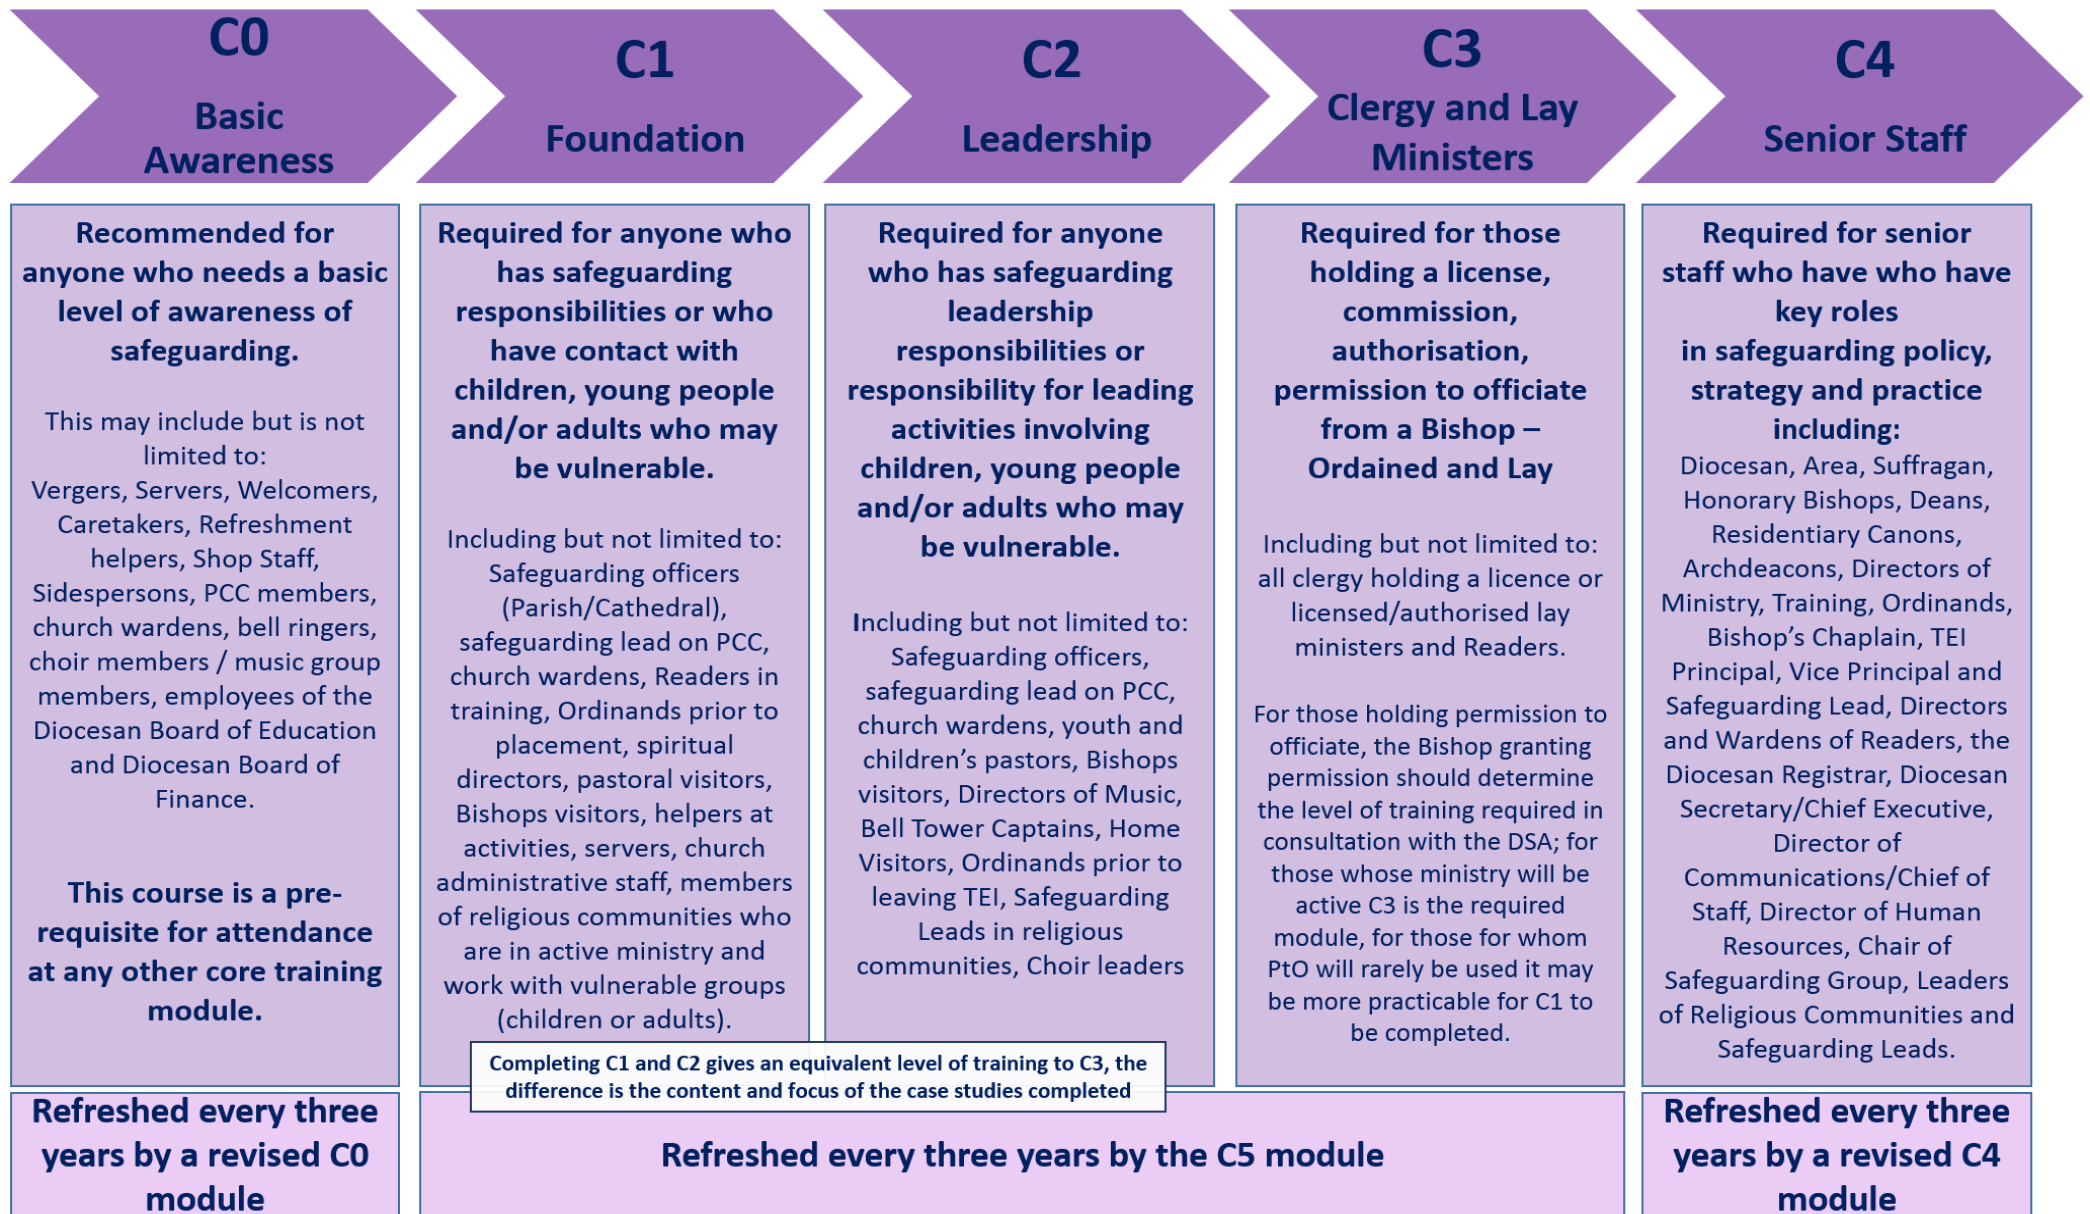 C0
Basic
Awareness
C1
Foundation
C2
Leadership
C3
Clergy and Lay
Ministers
C4
Senior Staff
Recommended for
anyone who needs a basic
level of awareness of
safeguarding.
This may include but is not
limited to:
Vergers, Servers, Welcomers,
Caretakers, Refreshment
helpers, Shop Staff,
Sidespersons, PCC members,
church wardens, bell ringers,
choir members / music group
members, employees of the
Diocesan Board of Education
and Diocesan Board of
Finance.
This course is a pre-
requisite for attendance
at any other core training
module.
Required for anyone who
has safeguarding
responsibilities or who
have contact with
children, young people
and/or adults who may
be vulnerable.
Including but not limited to:
Safeguarding officers
(Parish/Cathedral),
safeguarding lead on PCC,
church wardens, Readers in
training, Ordinands prior to
placement, spiritual
directors, pastoral visitors,
Bishops visitors, helpers at
activities, servers, church
administrative staff, members
of religious communities who
are in active ministry and
work with vulnerable groups
(children or adults).
Required for anyone
who has safeguarding
leadership
responsibilities or
responsibility for leading
activities involving
children, young people
and/or adults who may
be vulnerable.
Including but not limited to:
Safeguarding officers,
safeguarding lead on PCC,
church wardens, youth and
children's pastors, Bishops
visitors, Directors of Music,
Bell Tower Captains, Home
Visitors, Ordinands prior to
leaving TEI, Safeguarding
Leads in religious
communities, Choir leaders
Required for those
holding a license,
commission,
authorisation,
permission to officiate
from a Bishop –
Ordained and Lay
Including but not limited to:
all clergy holding a licence or
licensed/authorised lay
ministers and Readers.
For those holding permission to
officiate, the Bishop granting
permission should determine
the level of training required in
consultation with the DSA; for
those whose ministry will be
active C3 is the required
module, for those for whom
PtO will rarely be used it may
be more practicable for C1 to
be completed.
Required for senior
staff who have who have
key roles
in safeguarding policy,
strategy and practice
including:
Diocesan, Area, Suffragan,
Honorary Bishops, Deans,
Residentiary Canons,
Archdeacons, Directors of
Ministry, Training, Ordinands,
Bishop's Chaplain, TEI
Principal, Vice Principal and
Safeguarding Lead, Directors
and Wardens of Readers, the
Diocesan Registrar, Diocesan
Secretary/Chief Executive,
Director of
Communications/Chief of
Staff, Director of Human
Resources, Chair of
Safeguarding Group, Leaders
of Religious Communities and
Safeguarding Leads.
Completing C1 and C2 gives an equivalent level of training to C3, the
difference is the content and focus of the case studies completed
Refreshed every three
years by a revised C0
module
Refreshed every three years by the C5 module
Refreshed every three
years by a revised C4
module